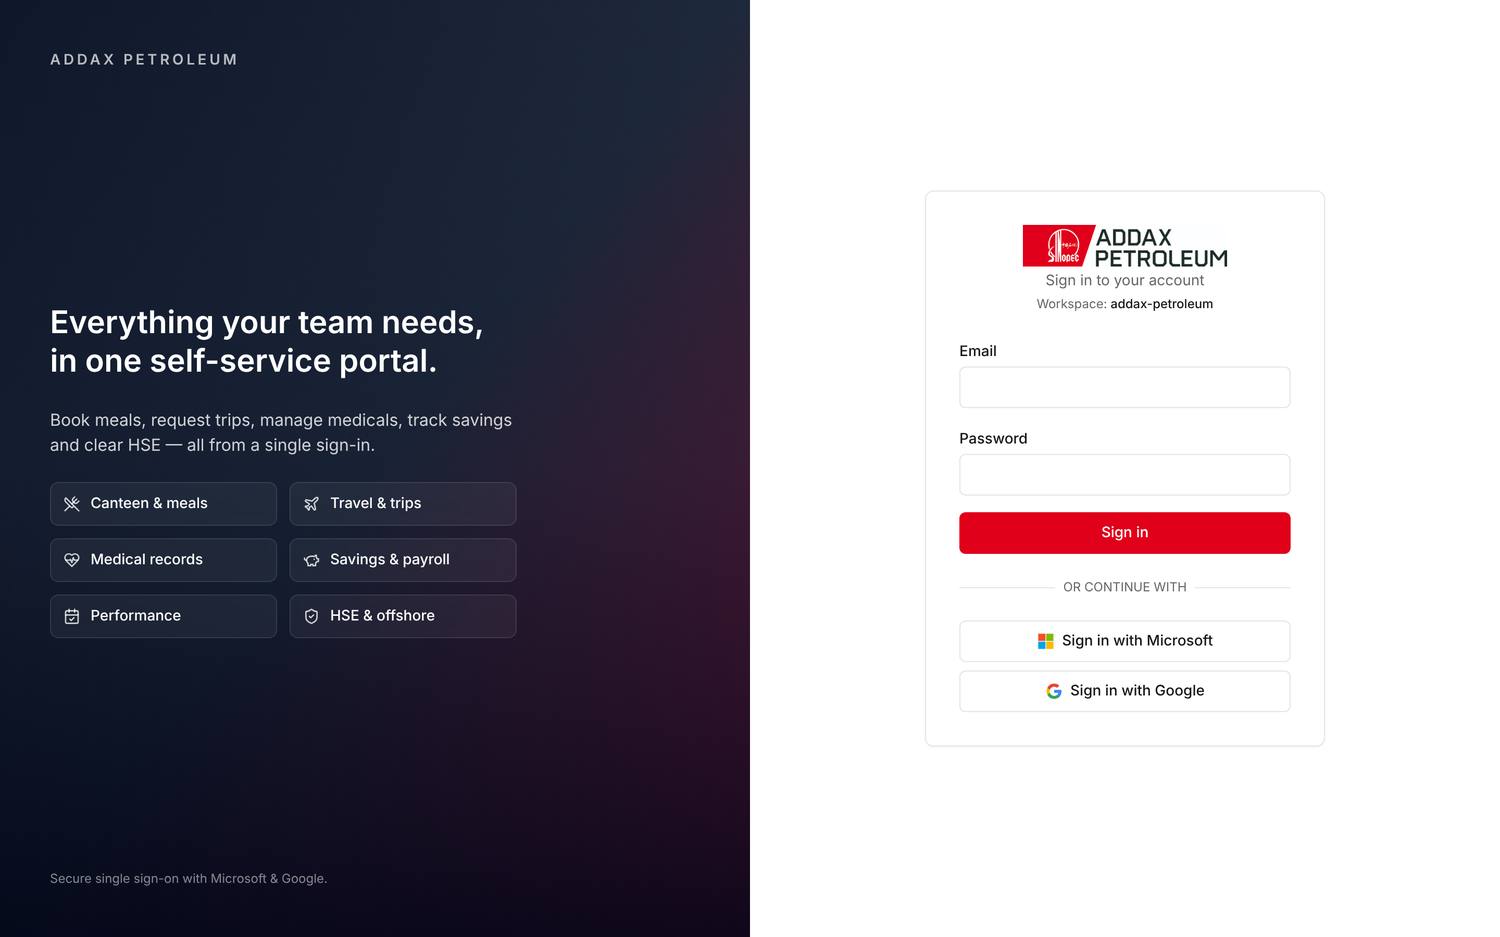 ADDAX PETROLEUM
Everything your team needs,
in one self-service portal.
Book meals, request trips, manage medicals, track savings
and clear HSE — all from a single sign-in.
Canteen & meals
Travel & trips
Medical records
Savings & payroll
Performance
HSE & offshore
Secure single sign-on with Microsoft & Google.
Sinopec
ADDAX
PETROLEUM
Sign in to your account
Workspace: addax-petroleum
Email
Password
Sign in
OR CONTINUE WITH
Sign in with Microsoft
Sign in with Google